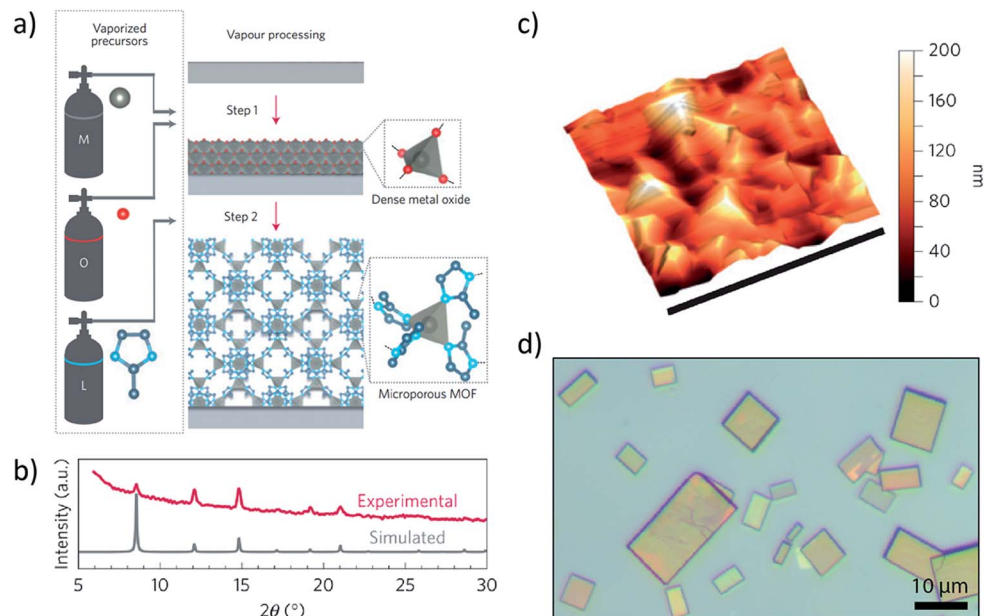 a)
Vaporized
precursors
Vapour processing
M
Step 1
Dense metal oxide
O
Step 2
L
Microporous MOF
b)
Intensity (a.u.)
Experimental
Simulated
5 10 15 20 25 30
2θ (°)
c)
200
160
120
80
40
0
nm
d)
10 μm